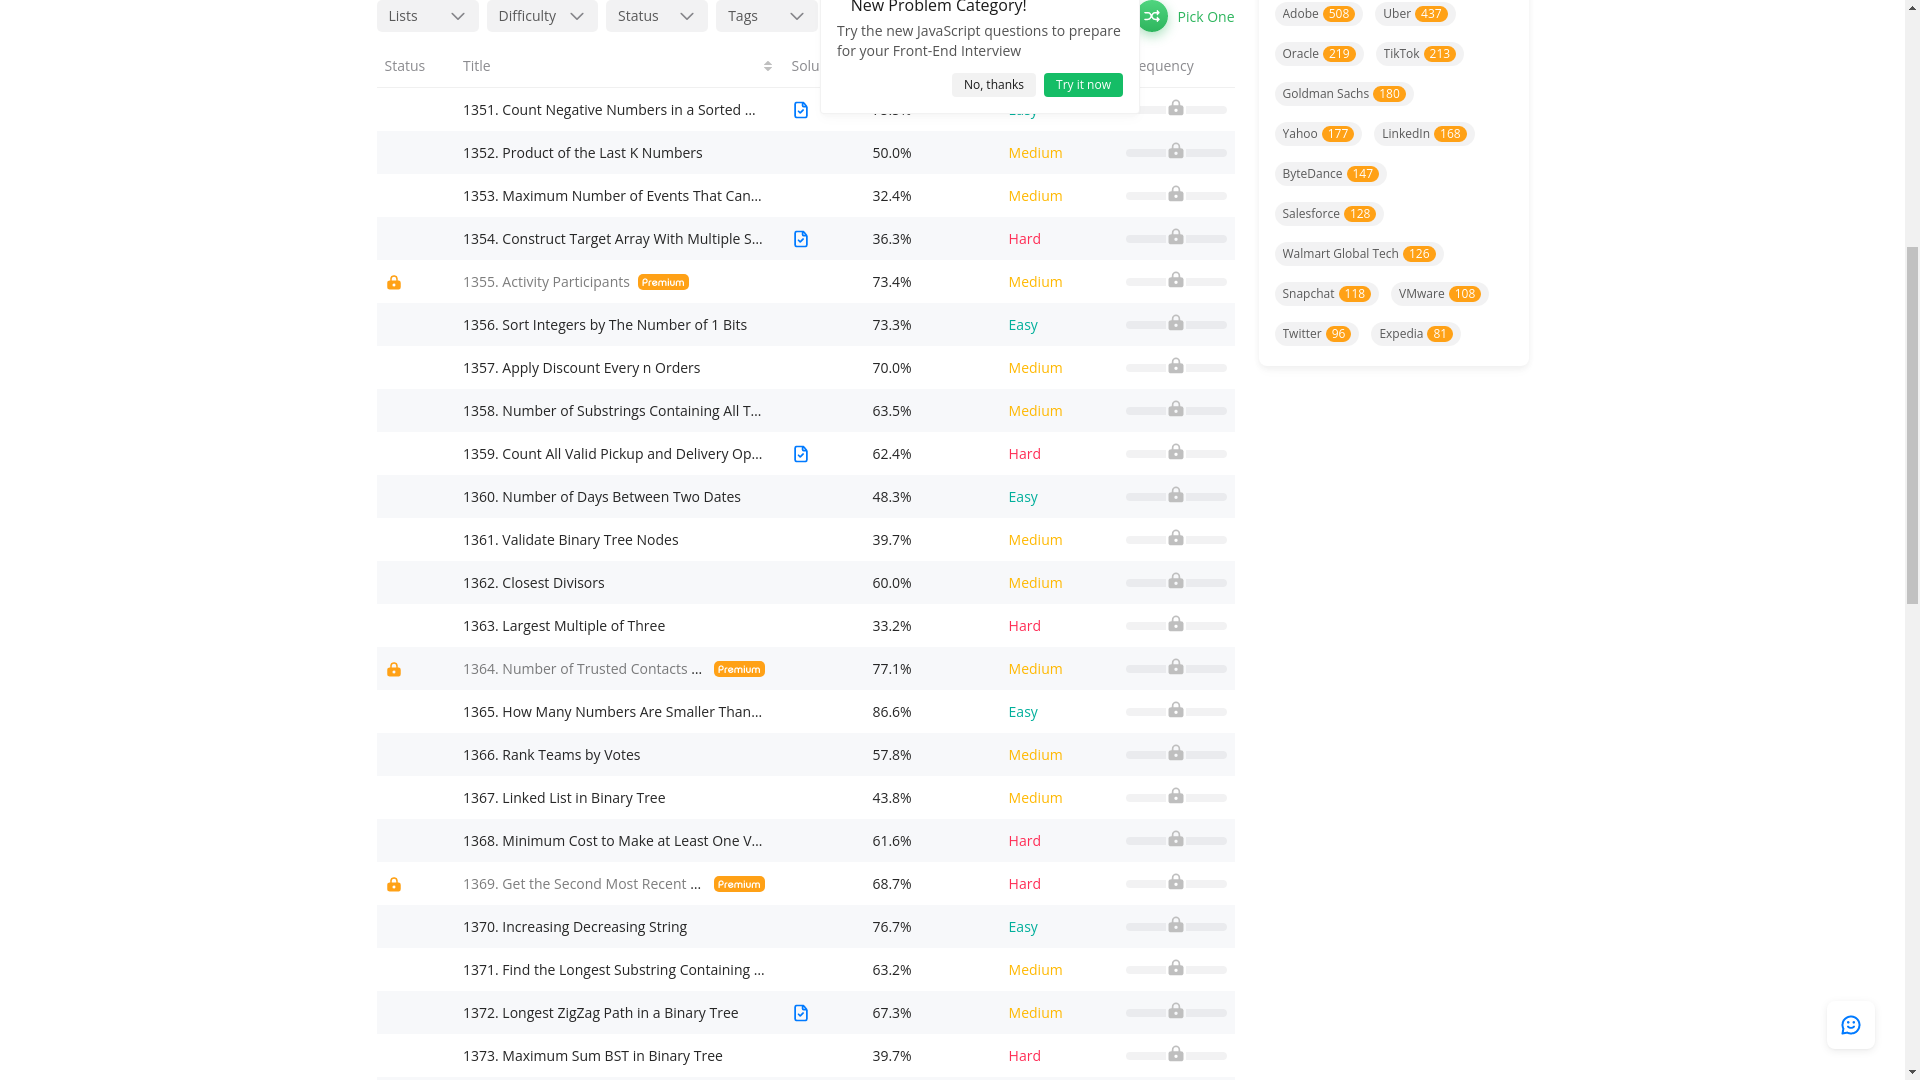 Lists Difficulty Status Tags
New Problem Category!
Try the new JavaScript questions to prepare
for your Front-End Interview
No, thanks Try it now
Pick One
Status Title
1351. Count Negative Numbers in a Sorted ...
1352. Product of the Last K Numbers 50.0% Medium
1353. Maximum Number of Events That Can... 32.4% Medium
1354. Construct Target Array With Multiple S... 36.3% Hard
1355. Activity Participants Premium 73.4% Medium
1356. Sort Integers by The Number of 1 Bits 73.3% Easy
1357. Apply Discount Every n Orders 70.0% Medium
1358. Number of Substrings Containing All T... 63.5% Medium
1359. Count All Valid Pickup and Delivery Op... 62.4% Hard
1360. Number of Days Between Two Dates 48.3% Easy
1361. Validate Binary Tree Nodes 39.7% Medium
1362. Closest Divisors 60.0% Medium
1363. Largest Multiple of Three 33.2% Hard
1364. Number of Trusted Contacts ... Premium 77.1% Medium
1365. How Many Numbers Are Smaller Than... 86.6% Easy
1366. Rank Teams by Votes 57.8% Medium
1367. Linked List in Binary Tree 43.8% Medium
1368. Minimum Cost to Make at Least One V... 61.6% Hard
1369. Get the Second Most Recent ... Premium 68.7% Hard
1370. Increasing Decreasing String 76.7% Easy
1371. Find the Longest Substring Containing ... 63.2% Medium
1372. Longest ZigZag Path in a Binary Tree 67.3% Medium
1373. Maximum Sum BST in Binary Tree 39.7% Hard
Adobe 508 Uber 437
Oracle 219 TikTok 213
Goldman Sachs 180
Yahoo 177 LinkedIn 168
ByteDance 147
Salesforce 128
Walmart Global Tech 126
Snapchat 118 VMware 108
Twitter 96 Expedia 81